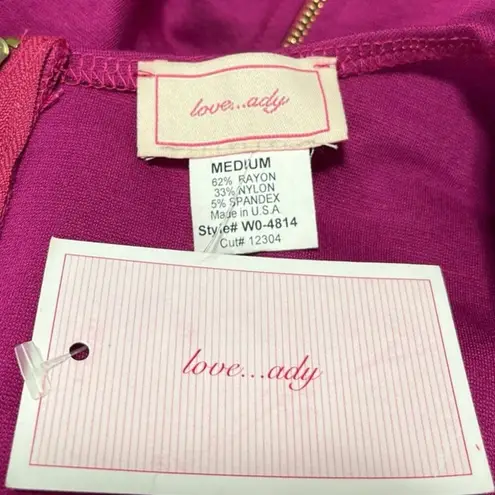 love...ady
MEDIUM
62% RAYON
33% NYLON
5% SPANDEX
Made in U.S.A
Style# W0-4814
Cut# 12304
love...ady